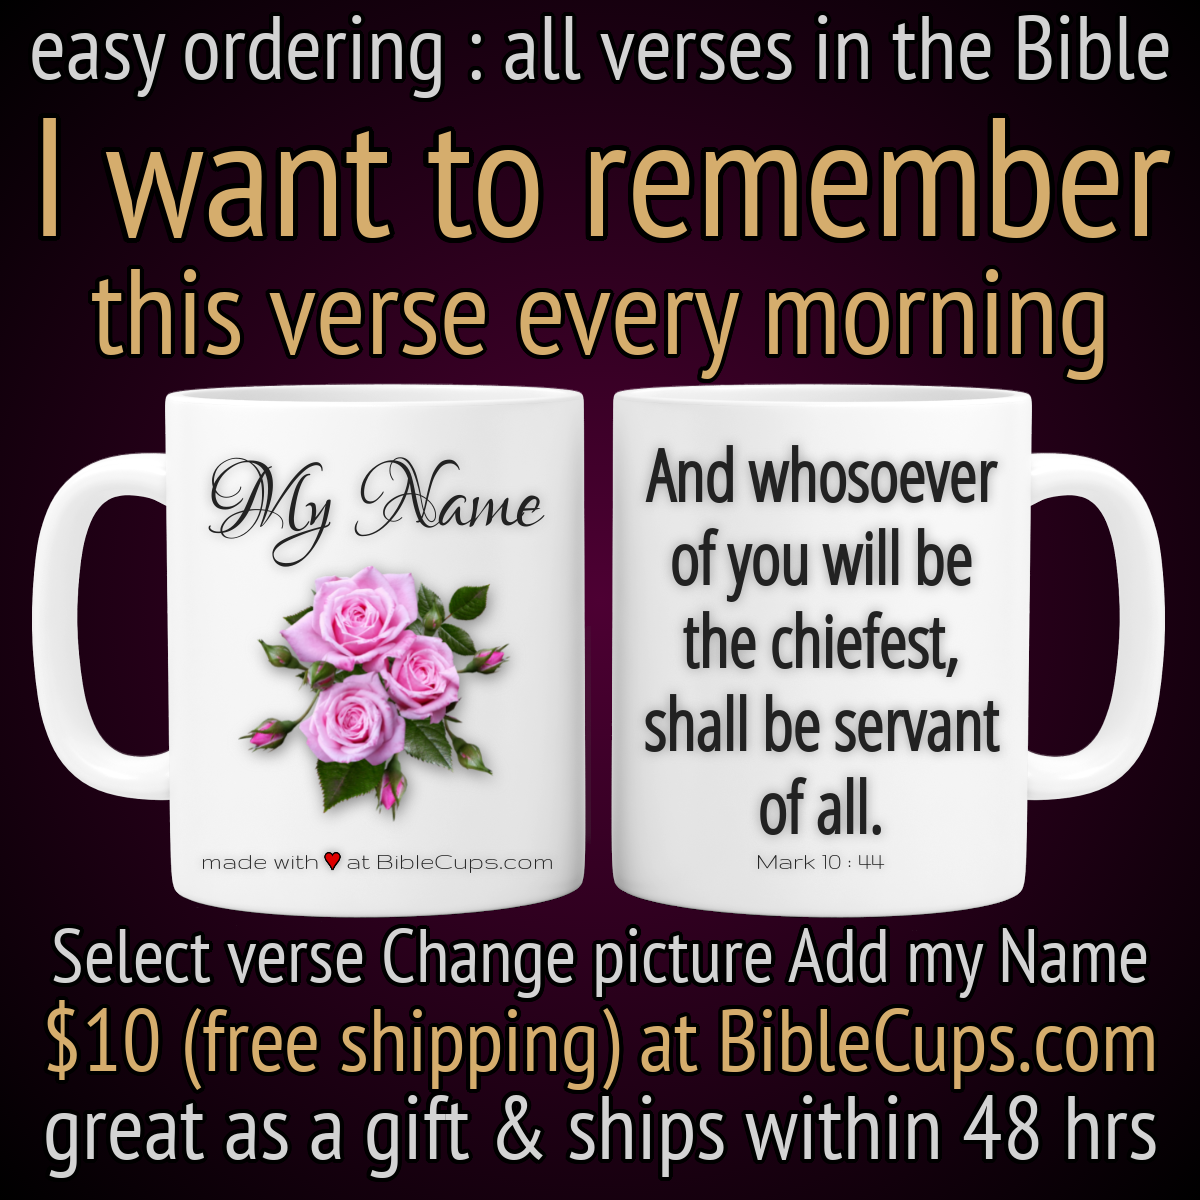 easy ordering : all verses in the Bible
I want to remember
this verse every morning
My Name
made with ❤ at BibleCups.com
And whosoever
of you will be
the chiefest,
shall be servant
of all.
Mark 10 : 44
Select verse Change picture Add my Name
$10 (free shipping) at BibleCups.com
great as a gift & ships within 48 hrs